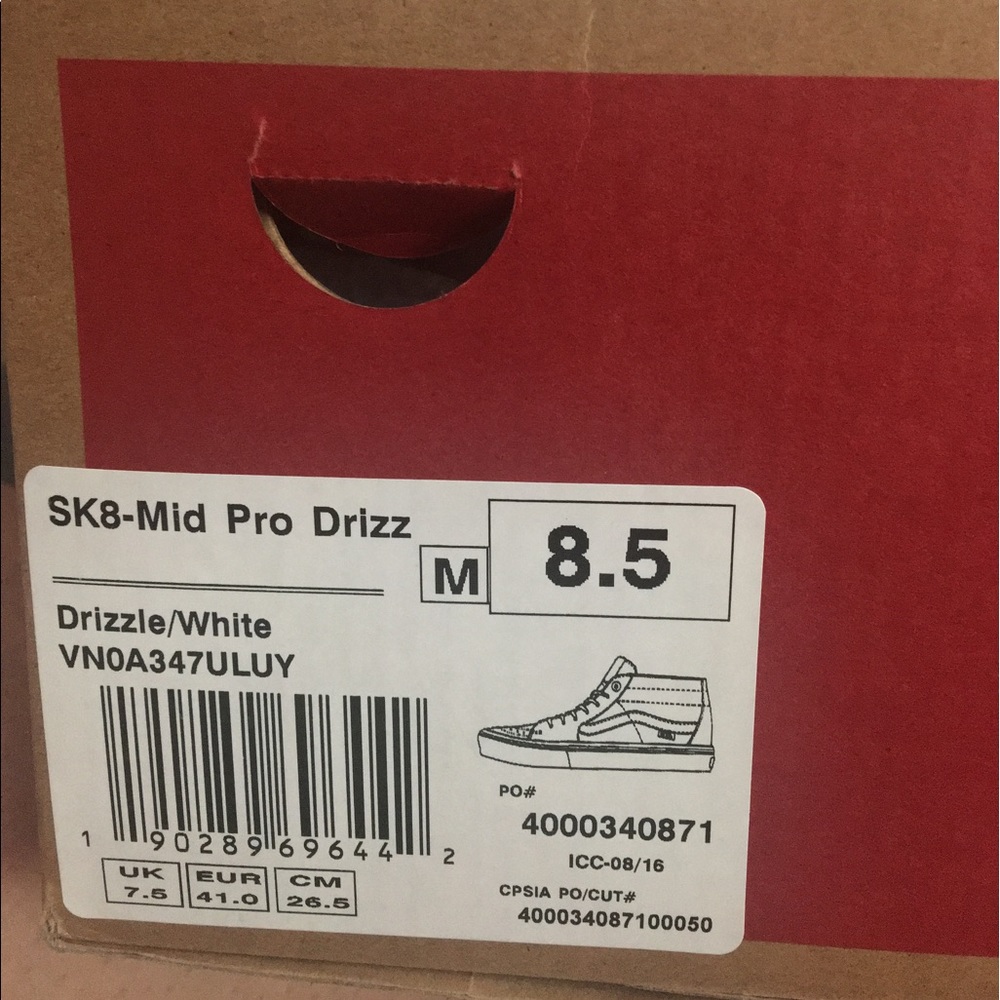 SK8-Mid Pro Drizz
M
8.5
Drizzle/White
VN0A347ULUY
1 90289 69644 2
PO#
4000340871
ICC-08/16
CPSIA PO/CUT#
400034087100050
UK
7.5
EUR
41.0
CM
26.5